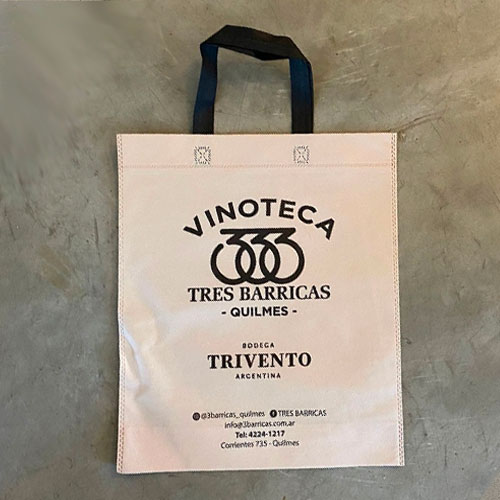 VINOTECA
333
TRES BARRICAS
- QUILMES -
BODEGA
TRIVENTO
ARGENTINA
@3barricas_quilmes TRES BARRICAS
info@3barricas.com.ar
Tel: 4224-1217
Corrientes 735 - Quilmes